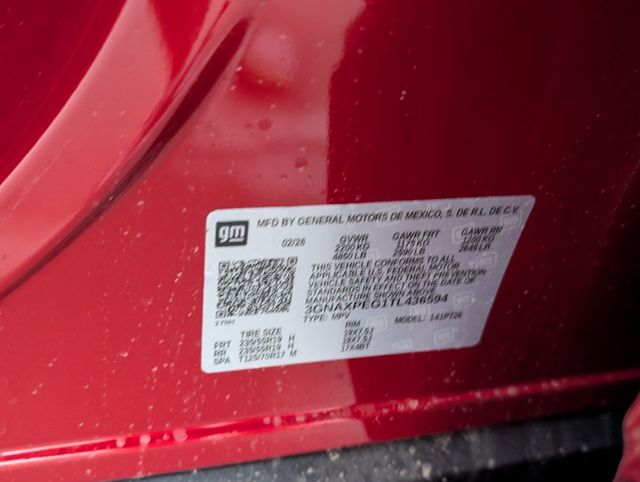 gm
MFD BY GENERAL MOTORS DE MEXICO, S. DE R.L. DE C.V.
02/26 GVWR GAWR FRT GAWR RR
2200 KG 1175 KG 1200 KG
4850 LB 2590 LB 2645 LB
THIS VEHICLE CONFORMS TO ALL
APPLICABLE U.S. FEDERAL MOTOR
VEHICLE SAFETY AND THEFT
PREVENTION STANDARDS IN EFFECT ON THE DATE OF
MANUFACTURE SHOWN ABOVE.
3GNAXPEG1TL436594
TYPE: MPV MODEL: 1
TIRE SIZE RIM
FRT 235/55R19 H 19X7.5J
RR 235/55R19 H 19X7.5J
SPA T125/70R17 M 17X4BT